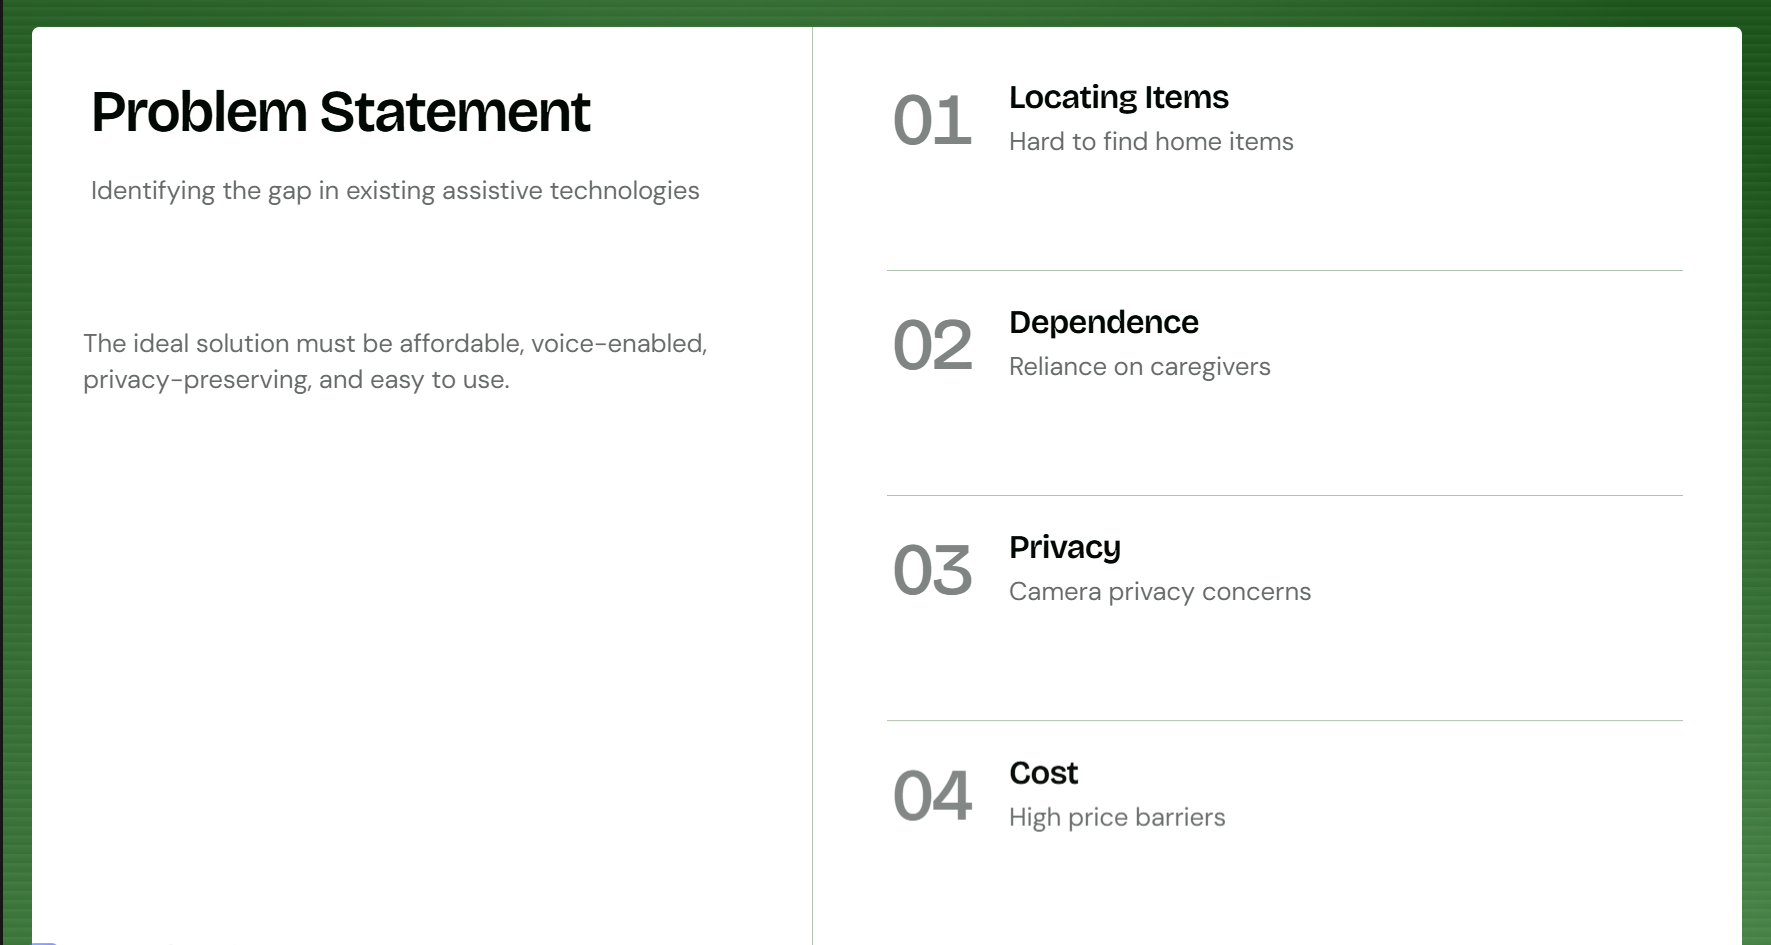 Problem Statement
Identifying the gap in existing assistive technologies
The ideal solution must be affordable, voice-enabled,
privacy-preserving, and easy to use.
01
Locating Items
Hard to find home items
02
Dependence
Reliance on caregivers
03
Privacy
Camera privacy concerns
04
Cost
High price barriers